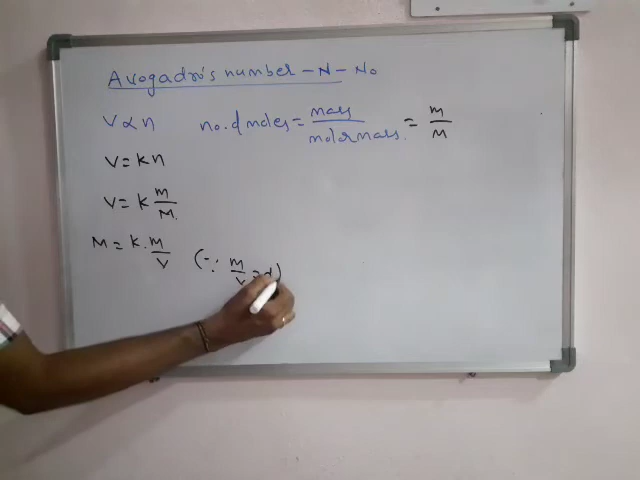 Avogadro's number - N - No
V ∝ n
no. of moles = mass / molar mass. = m / M
V = k n
V = k m / M.
M = k. m / V
(∵ m / V = d)